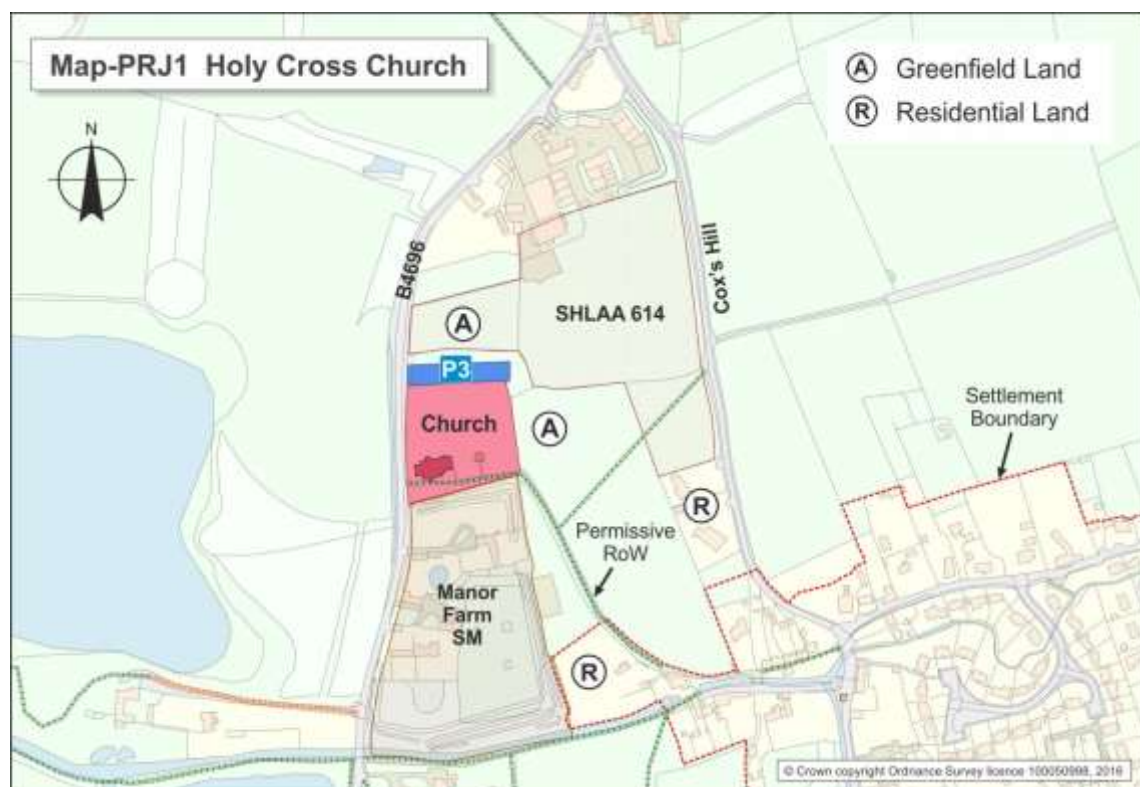 Map-PRJ1 Holy Cross Church
A Greenfield Land
R Residential Land
N
B4696
Cox's Hill
SHLAA 614
A
P3
Church
A
Settlement
Boundary
R
Permissive
RoW
Manor
Farm
SM
R
© Crown copyright Ordnance Survey licence 100050998, 2016